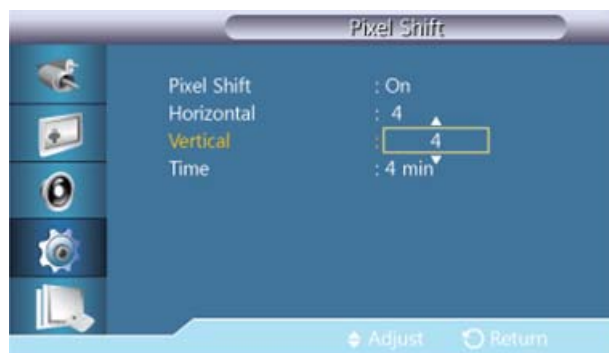 Pixel Shift
Pixel Shift : On
Horizontal : 4
Vertical : 4
Time : 4 min
Adjust Return